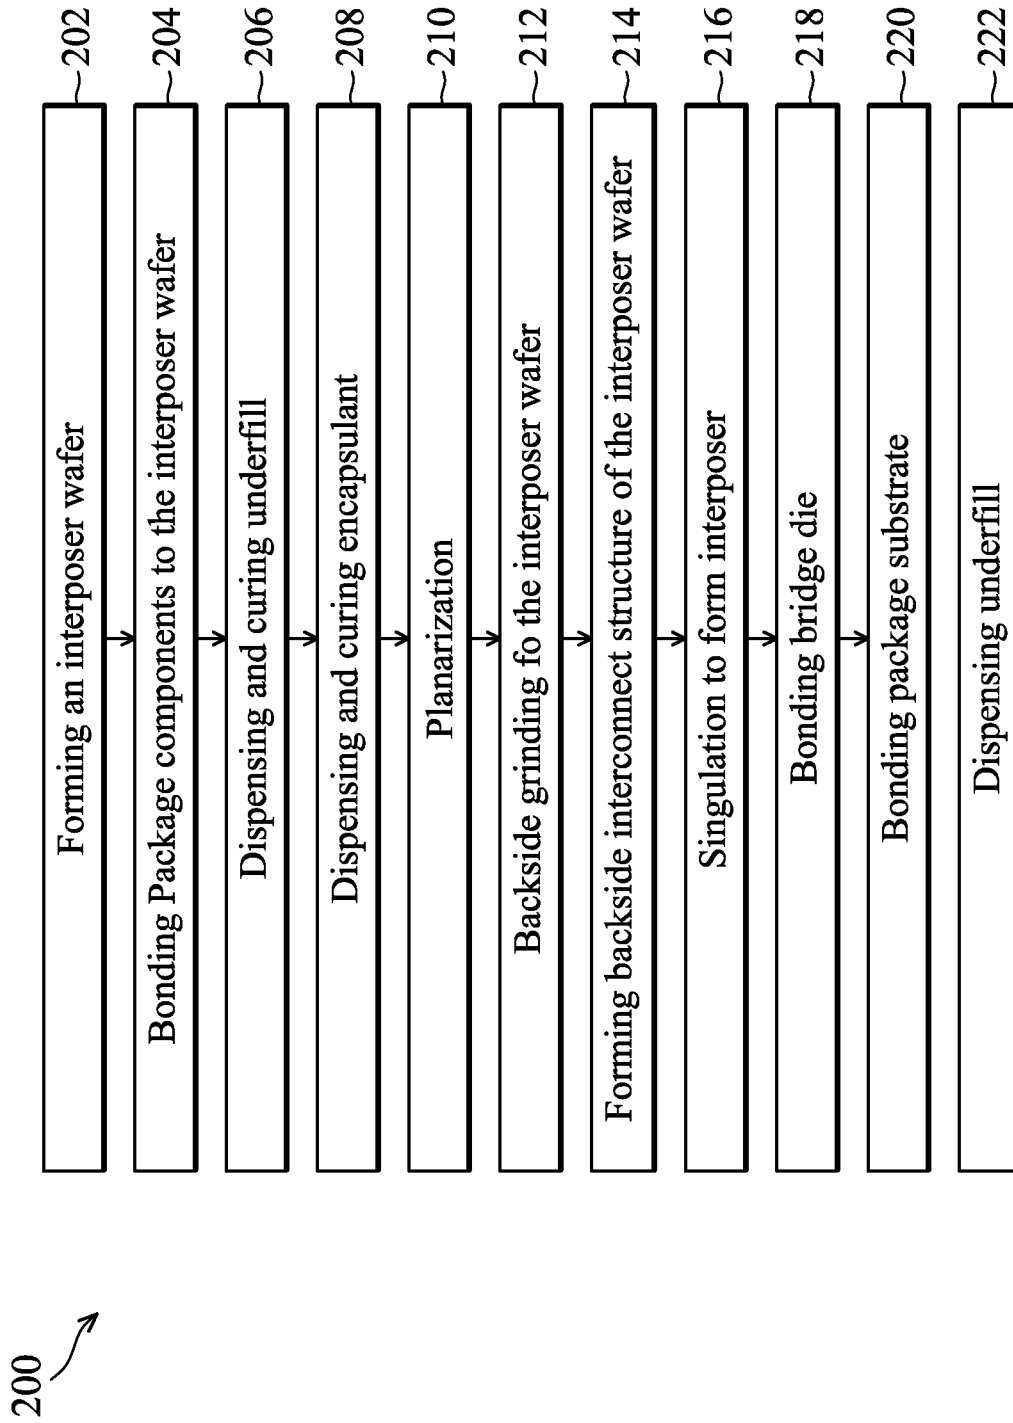 200
Forming an interposer wafer 202
Bonding Package components to the interposer wafer 204
Dispensing and curing underfill 206
Dispensing and curing encapsulant 208
Planarization 210
Backside grinding fo the interposer wafer 212
Forming backside interconnect structure of the interposer wafer 214
Singulation to form interposer 216
Bonding bridge die 218
Bonding package substrate 220
Dispensing underfill 222